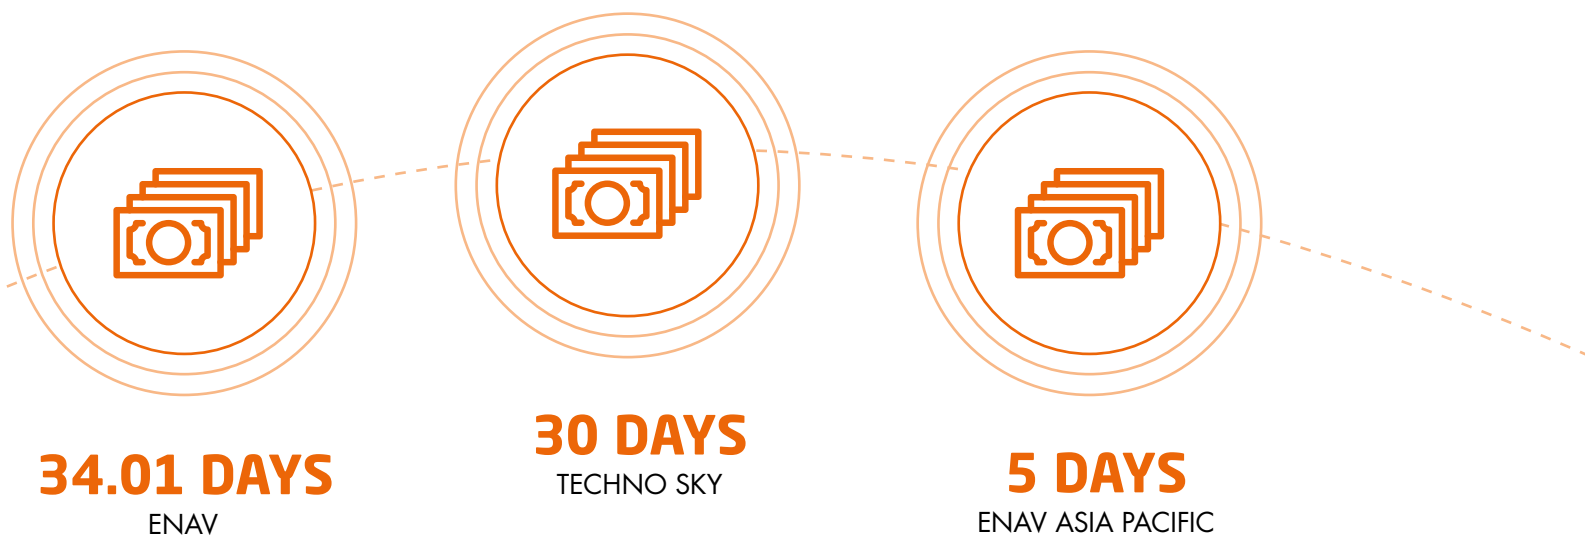 34.01 DAYS
ENAV
30 DAYS
TECHNO SKY
5 DAYS
ENAV ASIA PACIFIC